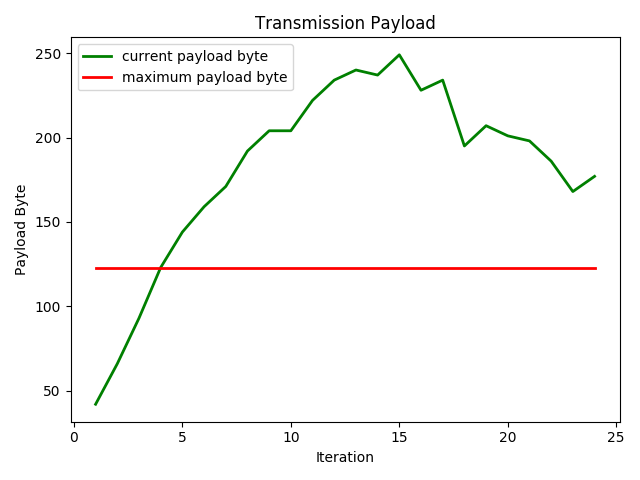 Transmission Payload
current payload byte
maximum payload byte
Payload Byte
250
200
150
100
50
0 5 10 15 20 25
Iteration